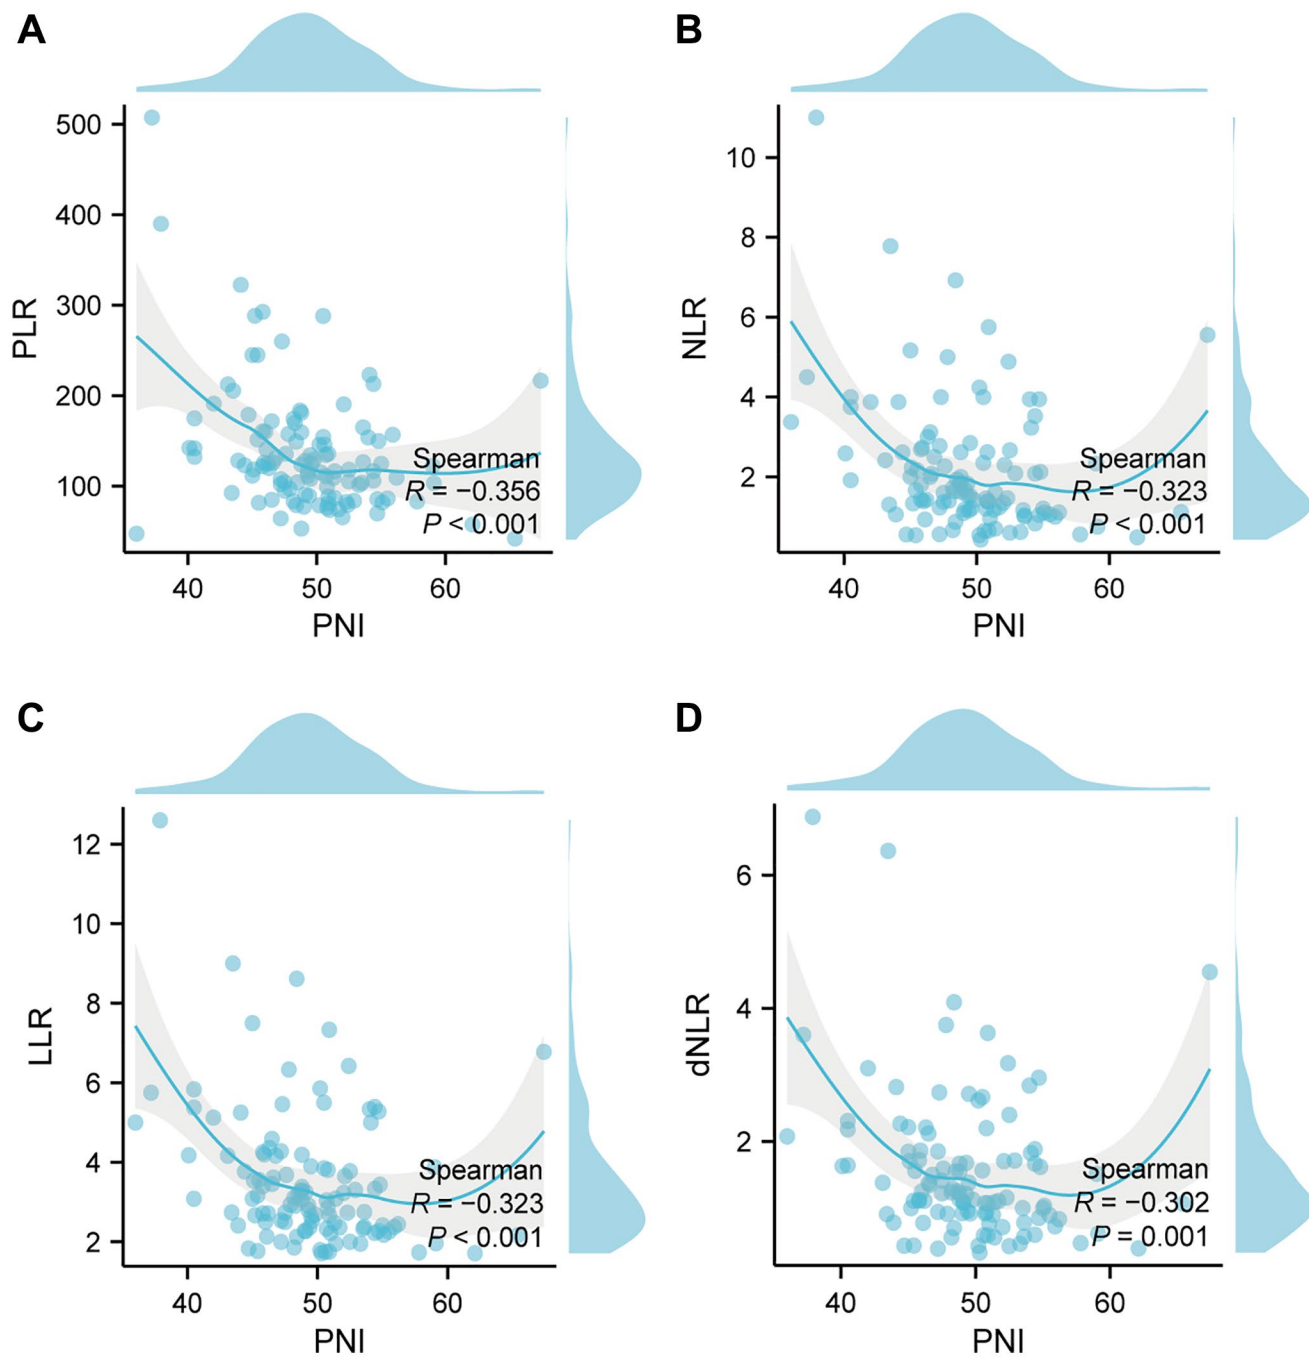 A
500
400
300
200
100
PLR
Spearman
R = −0.356
P < 0.001
40 50 60
PNI
B
10
8
6
4
2
NLR
Spearman
R = −0.323
P < 0.001
40 50 60
PNI
C
12
10
8
6
4
2
LLR
Spearman
R = −0.323
P < 0.001
40 50 60
PNI
D
6
4
2
dNLR
Spearman
R = −0.302
P = 0.001
40 50 60
PNI